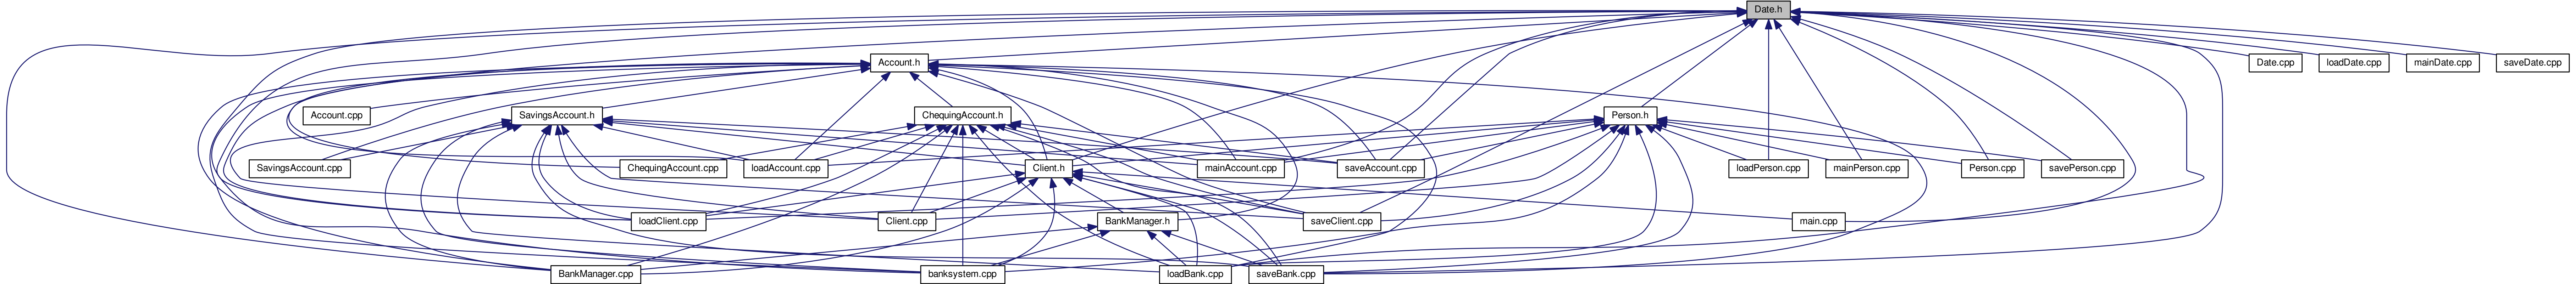 Date.h
Account.h
Date.cpp
loadDate.cpp
mainDate.cpp
saveDate.cpp
Account.cpp
SavingsAccount.h
ChequingAccount.h
Person.h
SavingsAccount.cpp
ChequingAccount.cpp
loadAccount.cpp
Client.h
mainAccount.cpp
saveAccount.cpp
loadPerson.cpp
mainPerson.cpp
Person.cpp
savePerson.cpp
loadClient.cpp
Client.cpp
BankManager.h
saveClient.cpp
main.cpp
BankManager.cpp
banksystem.cpp
loadBank.cpp
saveBank.cpp